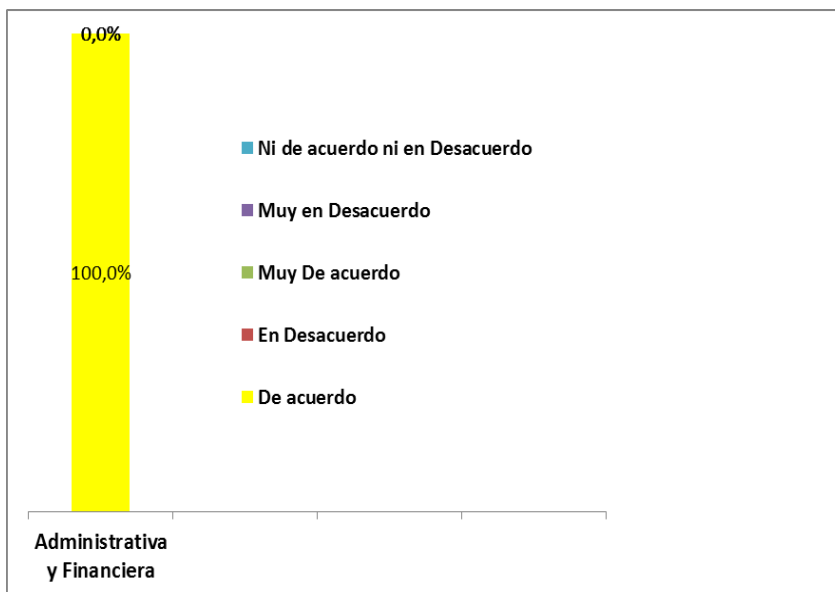 0,0%
Ni de acuerdo ni en Desacuerdo
Muy en Desacuerdo
100,0%
Muy De acuerdo
En Desacuerdo
De acuerdo
Administrativa
y Financiera